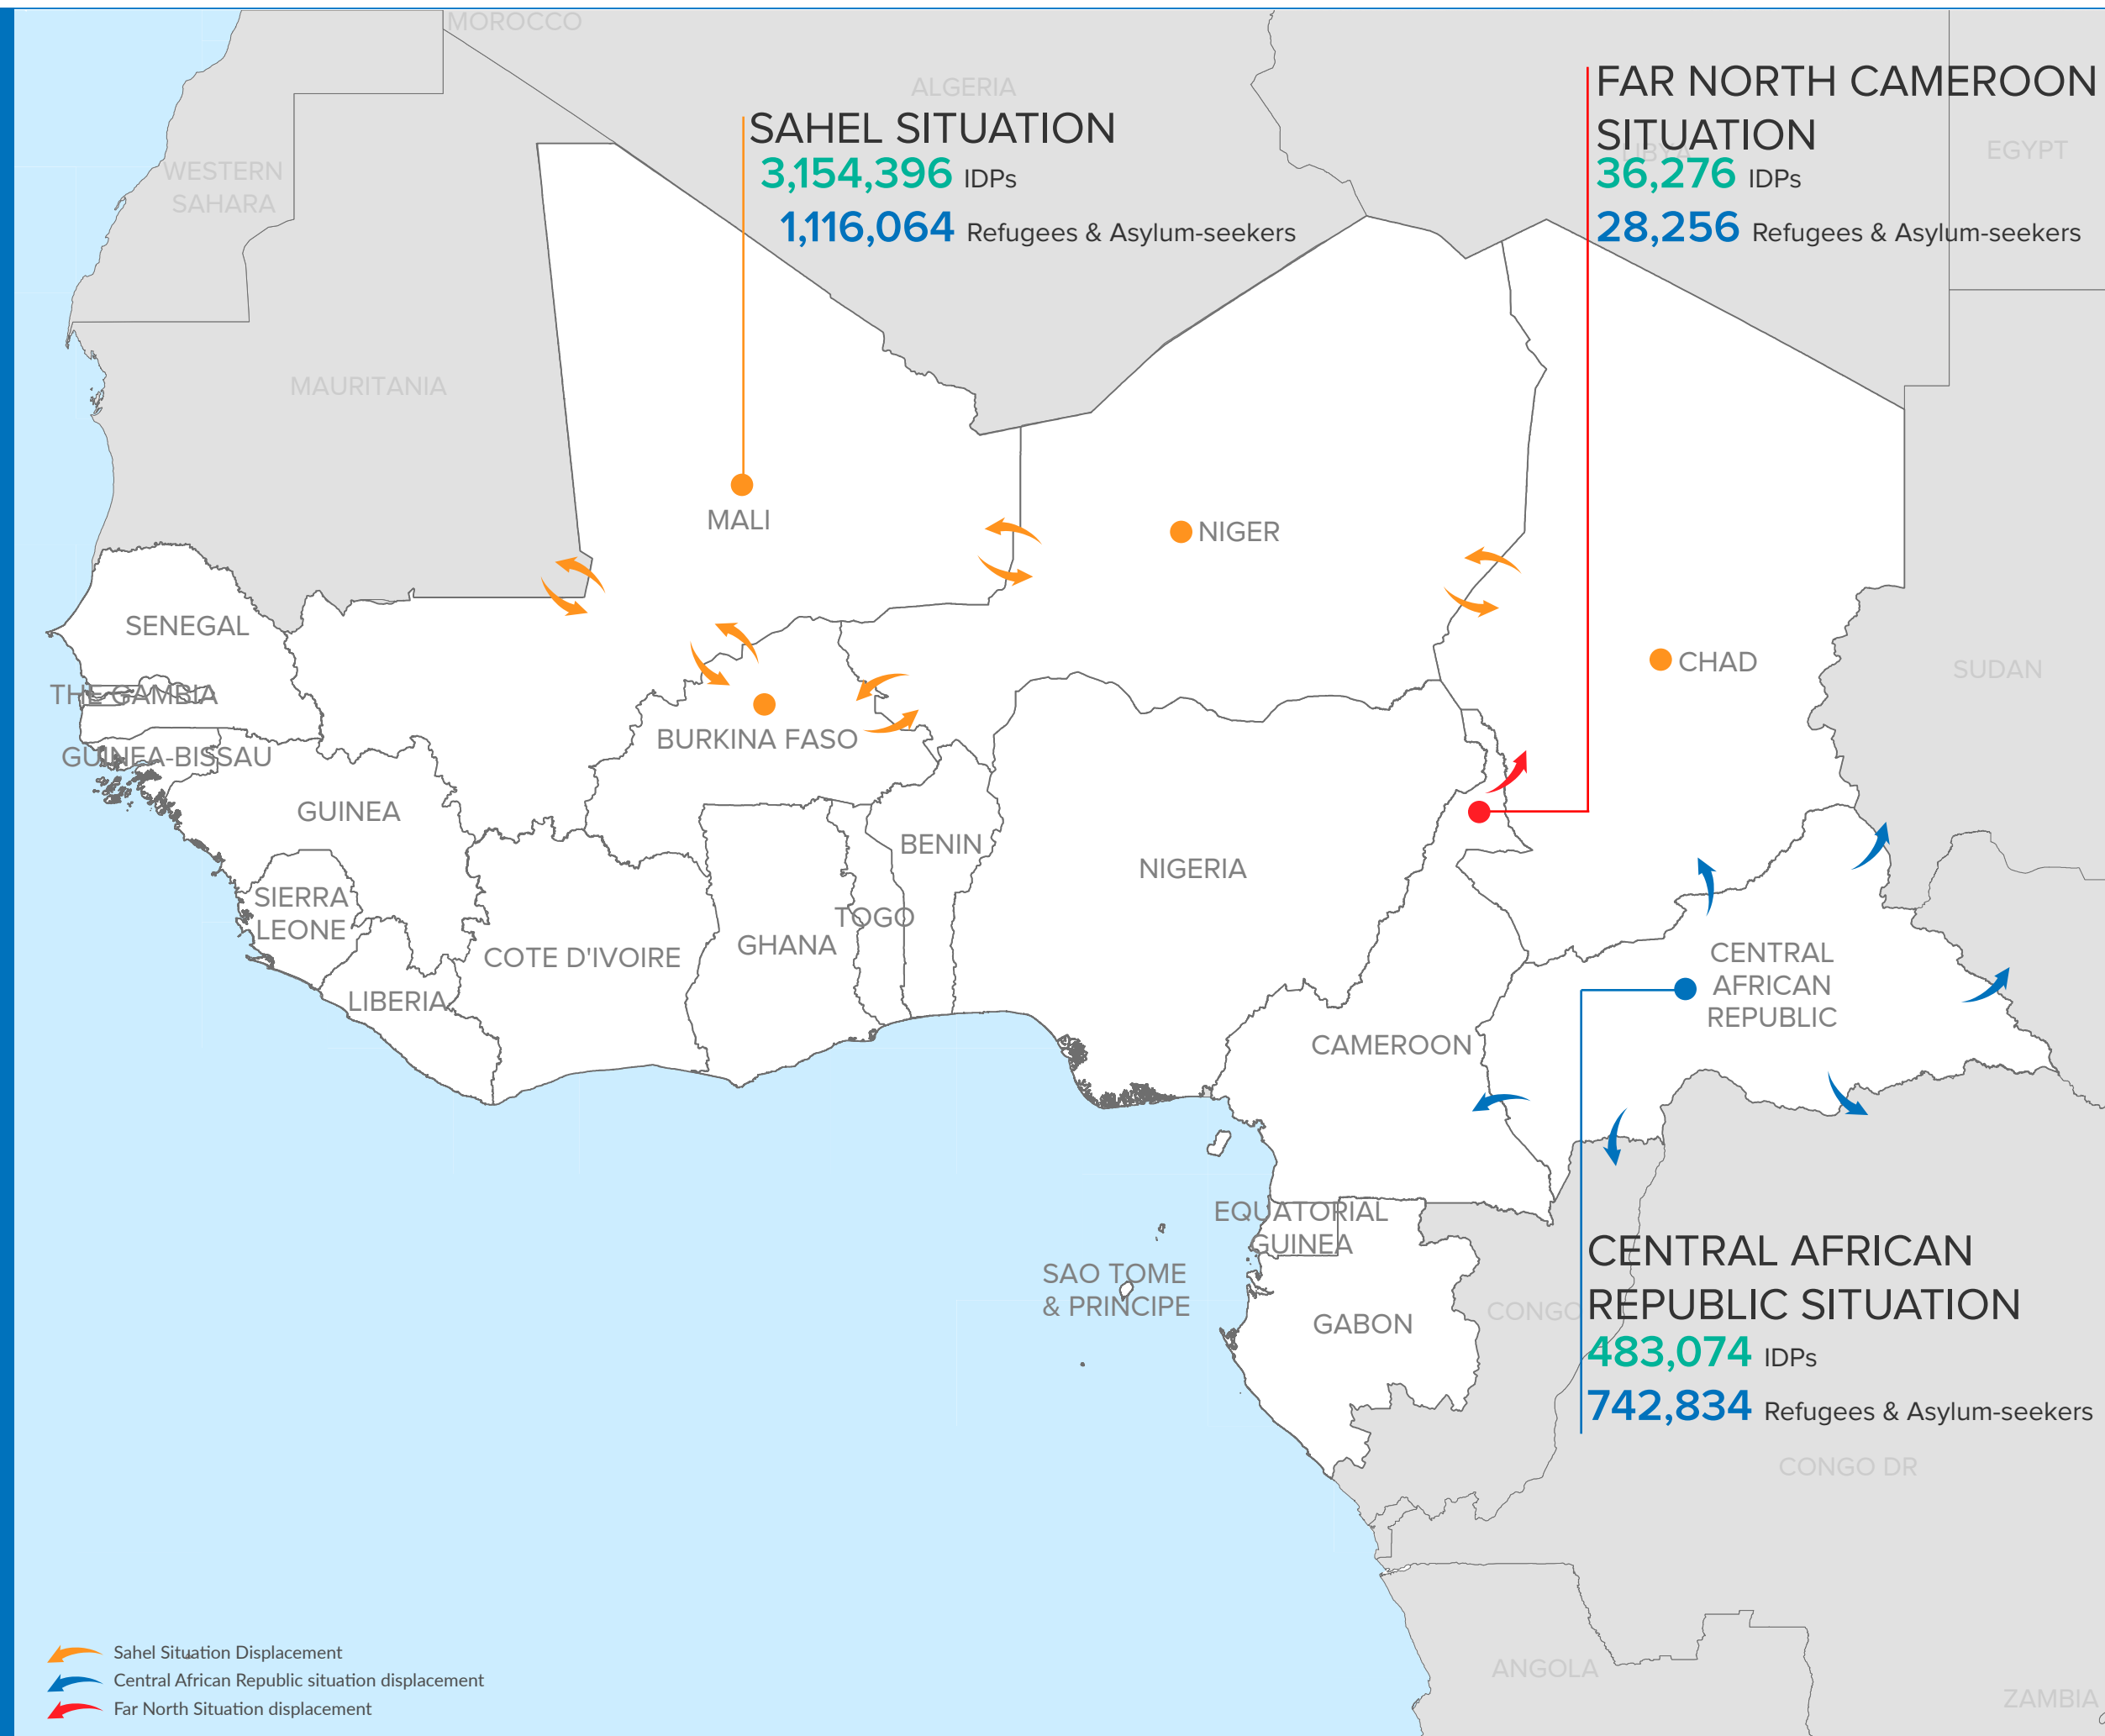 MOROCCO
ALGERIA
LIBYA
EGYPT
WESTERN
SAHARA
MAURITANIA
SAHEL SITUATION
3,154,396 IDPs
1,116,064 Refugees & Asylum-seekers
FAR NORTH CAMEROON
SITUATION
36,276 IDPs
28,256 Refugees & Asylum-seekers
MALI
NIGER
CHAD
SUDAN
SENEGAL
THE GAMBIA
GUINEA-BISSAU
GUINEA
BURKINA FASO
SIERRA
LEONE
LIBERIA
COTE D'IVOIRE
GHANA
TOGO
BENIN
NIGERIA
CAMEROON
CENTRAL
AFRICAN
REPUBLIC
EQUATORIAL
GUINEA
SAO TOME
& PRINCIPE
GABON
CONGO
CENTRAL AFRICAN
REPUBLIC SITUATION
483,074 IDPs
742,834 Refugees & Asylum-seekers
CONGO DR
ANGOLA
ZAMBIA
Sahel Situation Displacement
Central African Republic situation displacement
Far North Situation displacement